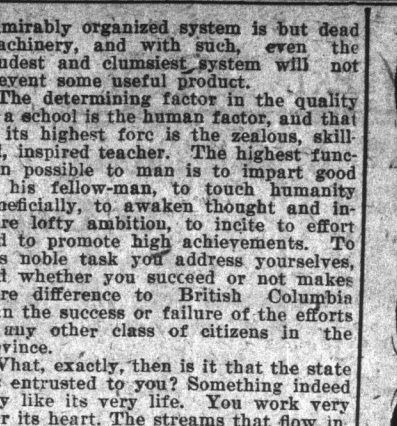 mirably organized system is but dead
achinery, and with such, even the
udest and clumsiest system will not
event some useful product.
The determining factor in the quality
a school is the human factor, and that
its highest forc is the zealous, skill-
, inspired teacher. The highest func-
n possible to man is to impart good
his fellow-man, to touch humanity
neficially, to awaken thought and in-
re lofty ambition, to incite to effort
d to promote high achievements. To
s noble task you address yourselves,
d whether you succeed or not makes
re difference to British Columbia
n the success or failure of the efforts
any other class of citizens in the
vince.
What, exactly, then is it that the state
s entrusted to you? Something indeed
y like its very life. You work very
r its heart. The streams that flow in-